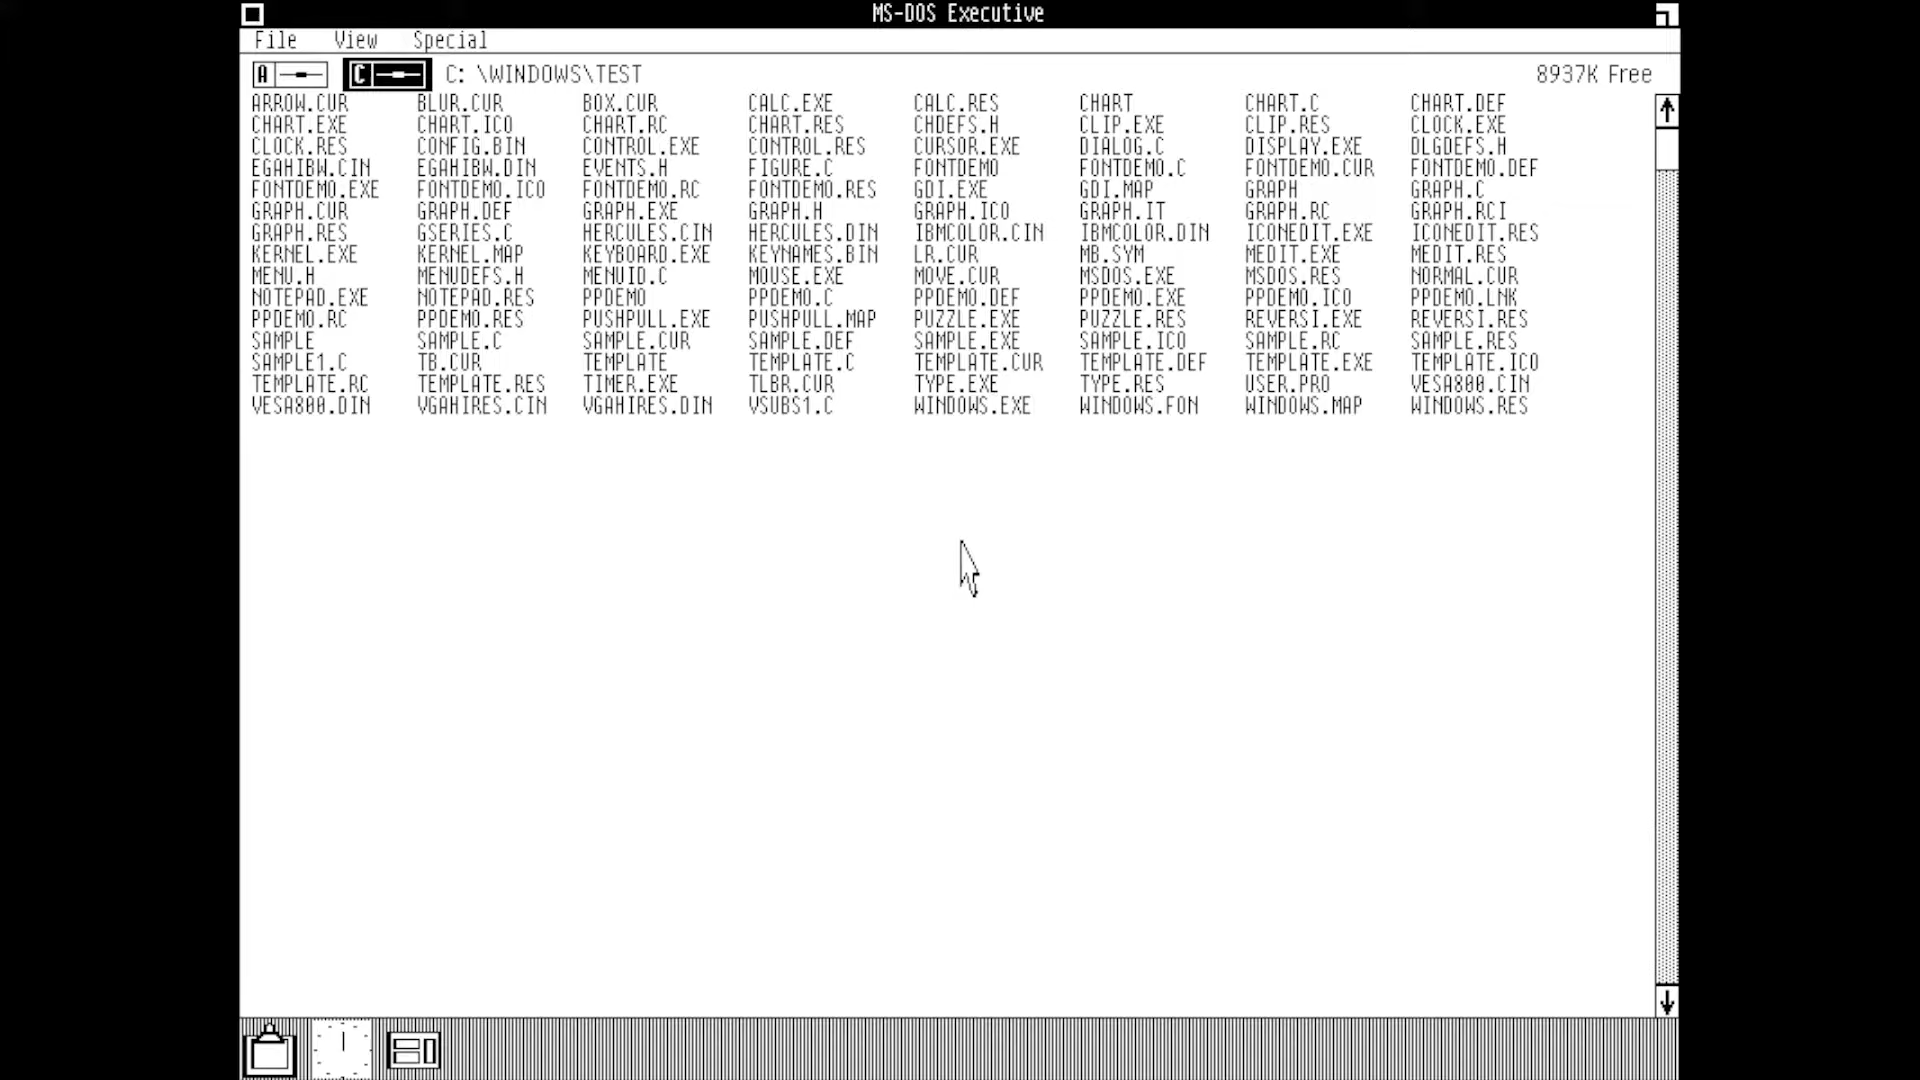 MS-DOS Executive
File View Special
A C C: \WINDOWS\TEST 8937K Free
ARROW.CUR BLUR.CUR BOX.CUR CALC.EXE CALC.RES CHART CHART.C CHART.DEF
CHART.EXE CHART.ICO CHART.RC CHART.RES CHDEFS.H CLIP.EXE CLIP.RES CLOCK.EXE
CLOCK.RES CONFIG.BIN CONTROL.EXE CONTROL.RES CURSOR.EXE DIALOG.C DISPLAY.EXE DLGDEFS.H
EGAHIBW.CIN EGAHIBW.DIN EVENTS.H FIGURE.C FONTDEMO FONTDEMO.C FONTDEMO.CUR FONTDEMO.DEF
FONTDEMO.EXE FONTDEMO.ICO FONTDEMO.RC FONTDEMO.RES GDI.EXE GDI.MAP GRAPH GRAPH.C
GRAPH.CUR GRAPH.DEF GRAPH.EXE GRAPH.H GRAPH.ICO GRAPH.IT GRAPH.RC GRAPH.RCI
GRAPH.RES GSERIES.C HERCULES.CIN HERCULES.DIN IBMCOLOR.CIN IBMCOLOR.DIN ICONEDIT.EXE ICONEDIT.RES
KERNEL.EXE KERNEL.MAP KEYBOARD.EXE KEYNAMES.BIN LR.CUR MB.SYM MEDIT.EXE MEDIT.RES
MENU.H MENUDEFS.H MENUID.C MOUSE.EXE MOVE.CUR MSDOS.EXE MSDOS.RES NORMAL.CUR
NOTEPAD.EXE NOTEPAD.RES PPDEMO PPDEMO.C PPDEMO.DEF PPDEMO.EXE PPDEMO.ICO PPDEMO.LNK
PPDEMO.RC PPDEMO.RES PUSHPULL.EXE PUSHPULL.MAP PUZZLE.EXE PUZZLE.RES REVERSI.EXE REVERSI.RES
SAMPLE SAMPLE.C SAMPLE.CUR SAMPLE.DEF SAMPLE.EXE SAMPLE.ICO SAMPLE.RC SAMPLE.RES
SAMPLE1.C TB.CUR TEMPLATE TEMPLATE.C TEMPLATE.CUR TEMPLATE.DEF TEMPLATE.EXE TEMPLATE.ICO
TEMPLATE.RC TEMPLATE.RES TIMER.EXE TLBR.CUR TYPE.EXE TYPE.RES USER.PRO VESA800.CIN
VESA800.DIN VGAHIRES.CIN VGAHIRES.DIN VSUBS1.C WINDOWS.EXE WINDOWS.FON WINDOWS.MAP WINDOWS.RES